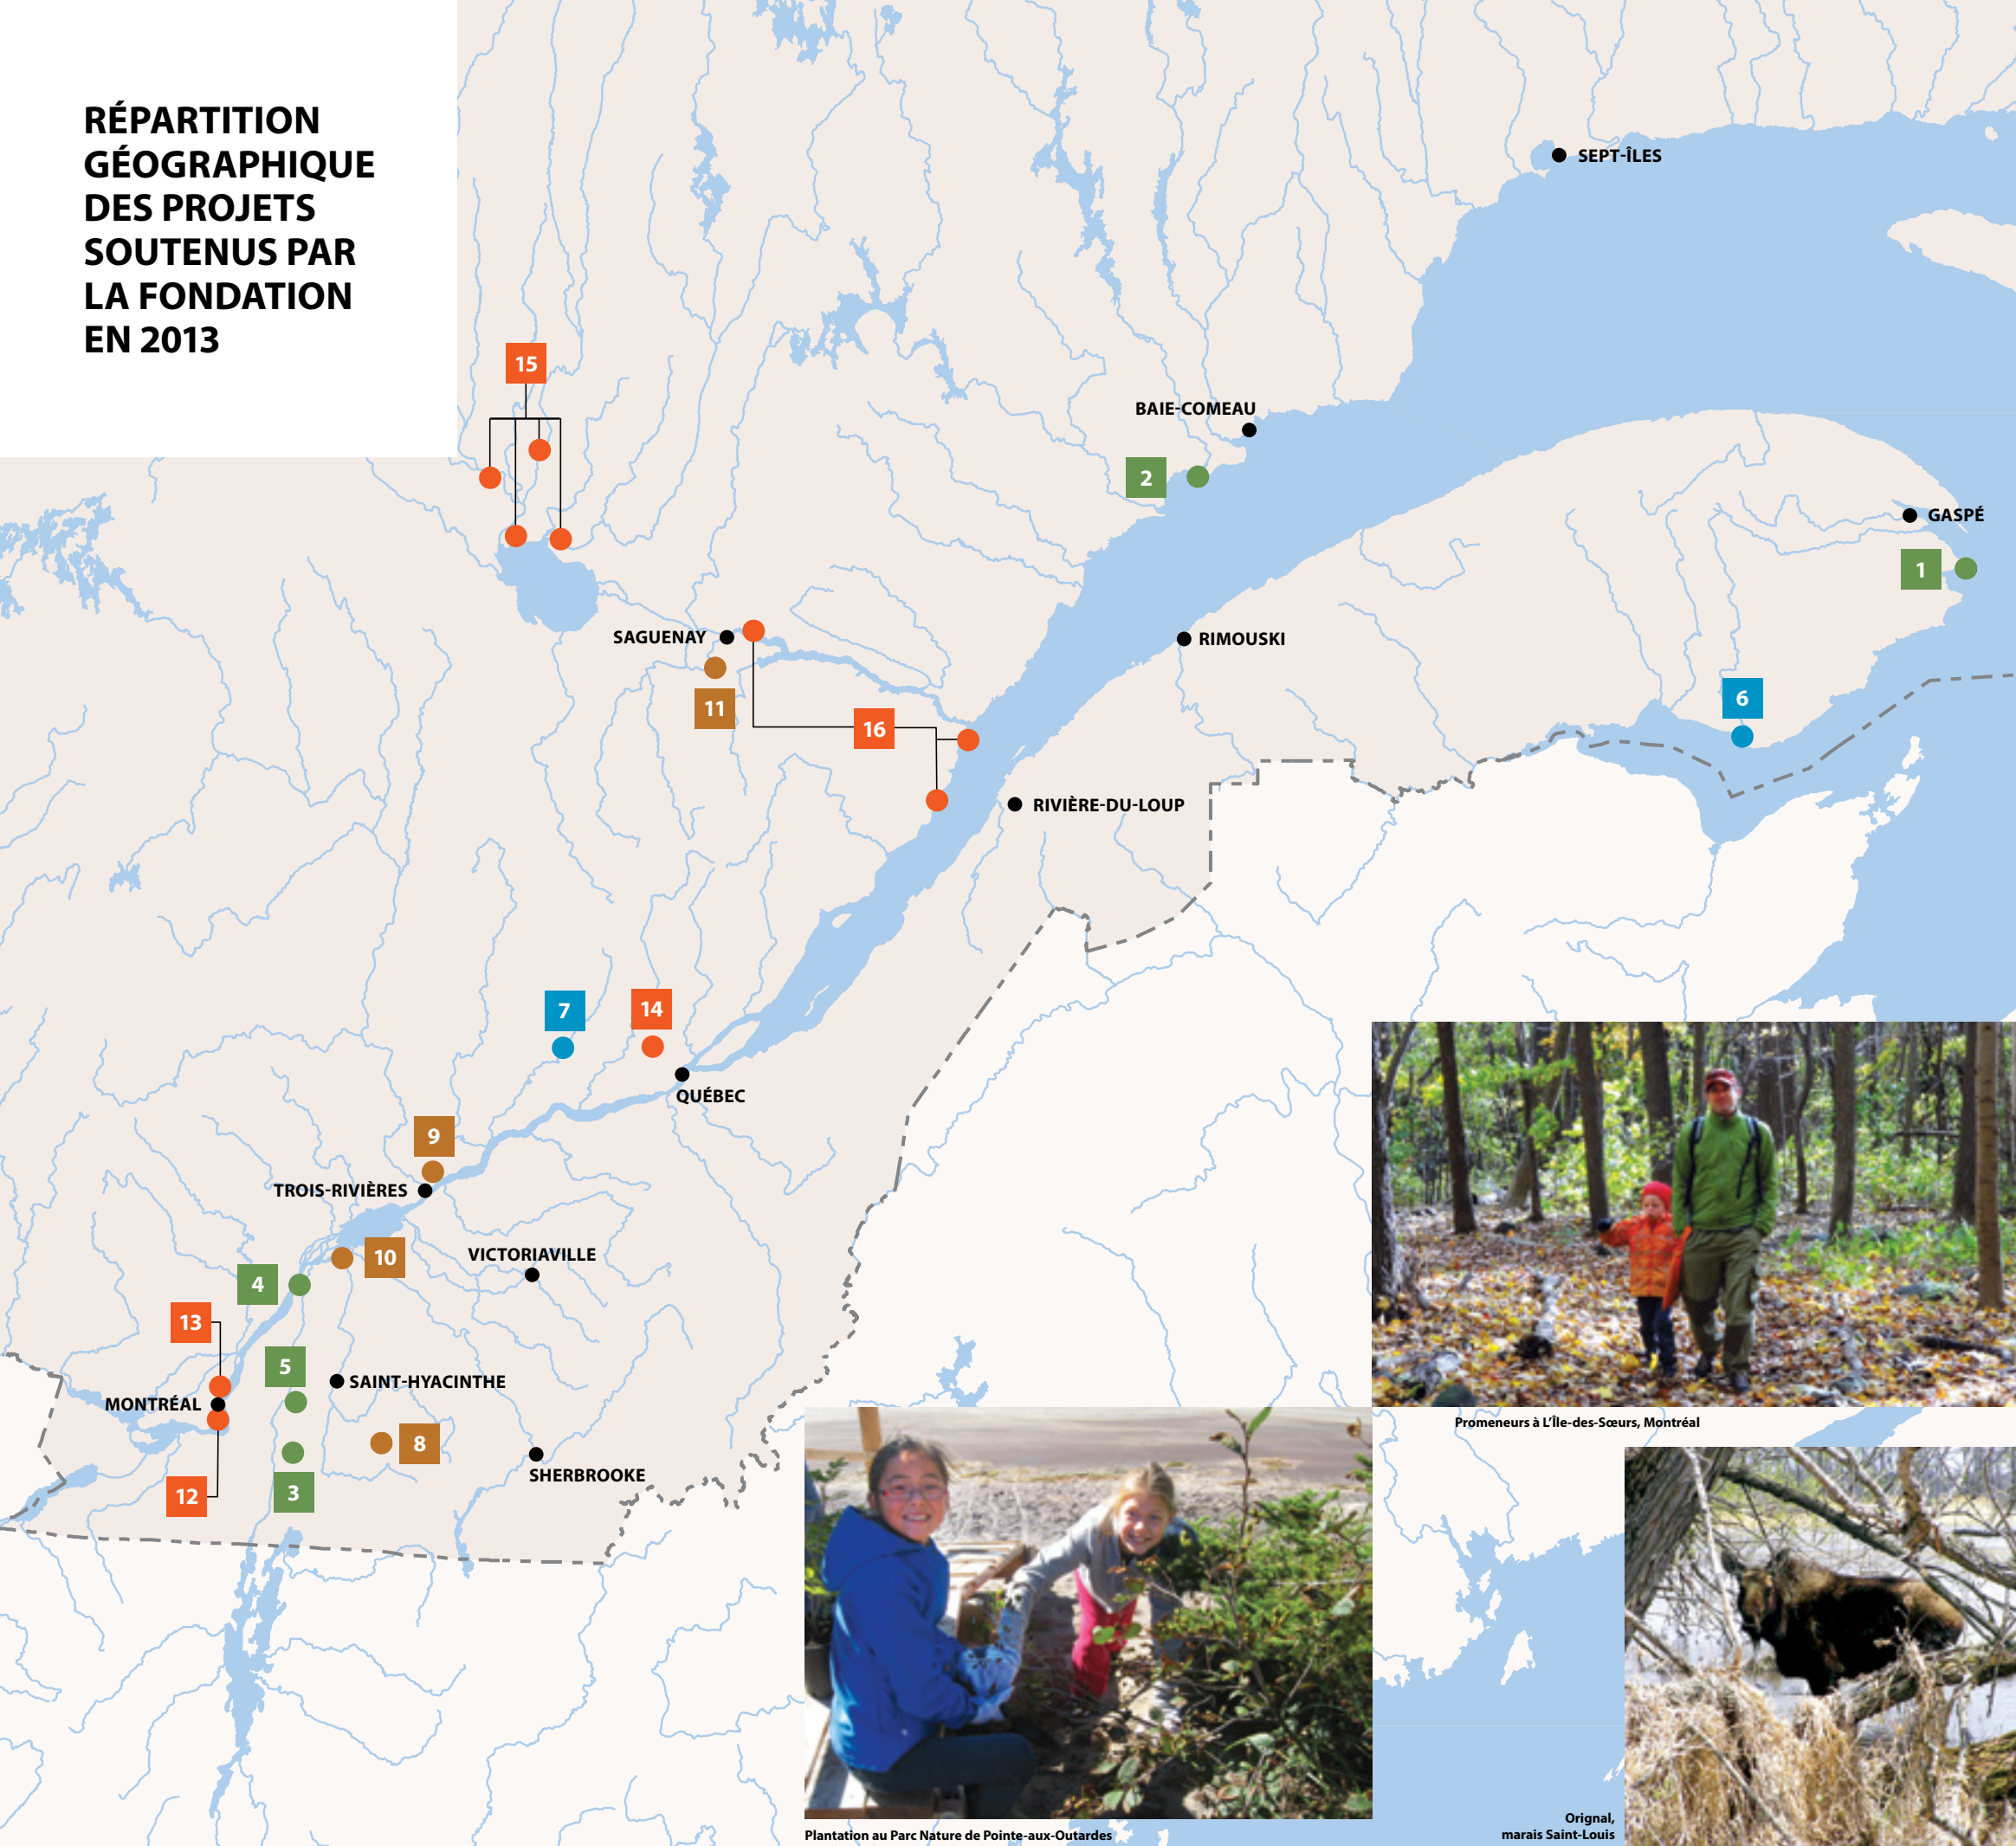 RÉPARTITION
GÉOGRAPHIQUE
DES PROJETS
SOUTENUS PAR
LA FONDATION
EN 2013
SEPT-ÎLES
15
BAIE-COMEAU
2
GASPÉ
1
SAGUENAY
RIMOUSKI
11
16
6
RIVIÈRE-DU-LOUP
7
14
QUÉBEC
9
TROIS-RIVIÈRES
10
VICTORIAVILLE
4
13
5
SAINT-HYACINTHE
MONTRÉAL
8
SHERBROOKE
12
3
Promeneurs à L'Île-des-Sœurs, Montréal
Orignal,
marais Saint-Louis
Plantation au Parc Nature de Pointe-aux-Outardes